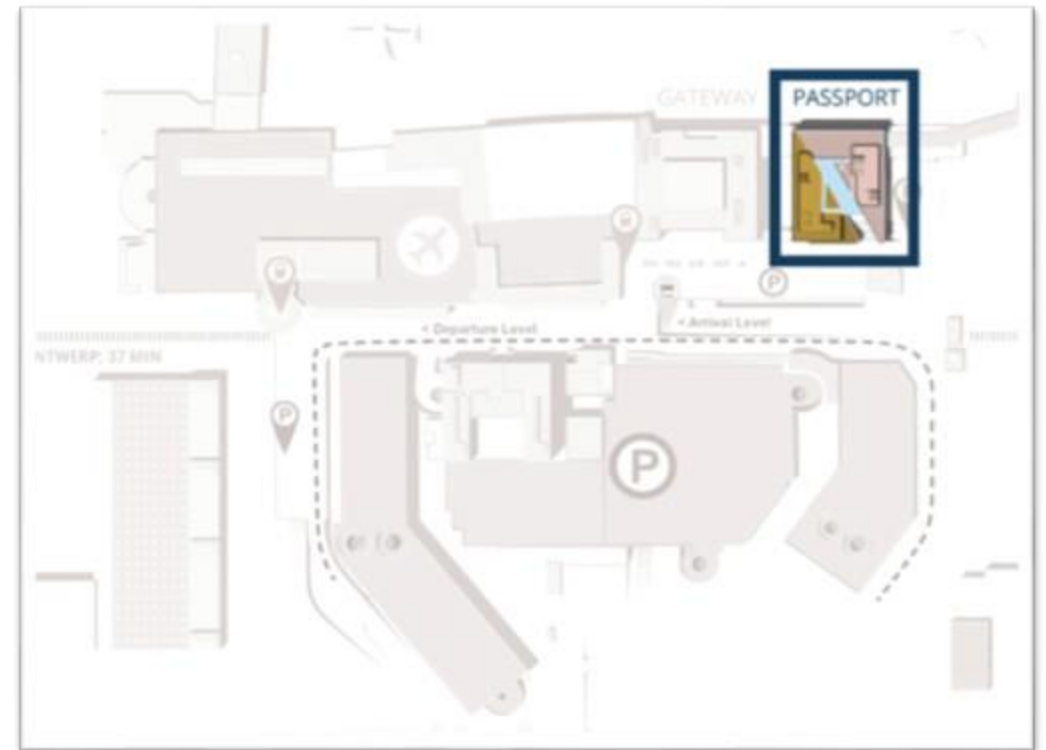 GATEWAY
PASSPORT
< Departure Level
< Arrival Level
NTWERP: 37 MIN
P
P
P